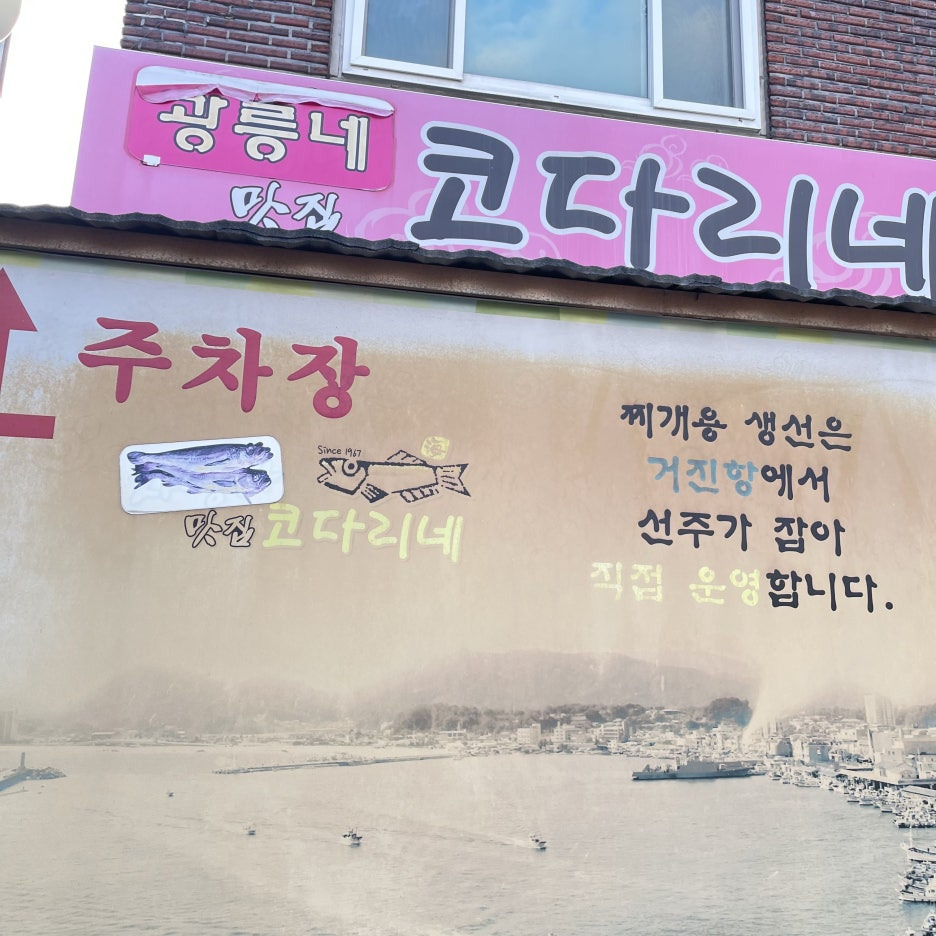 광릉네
맛집 코다리네
주차장
Since 1967
海
맛집 코다리네
찌개용 생선은
거진항에서
선주가 잡아
직접 운영합니다.